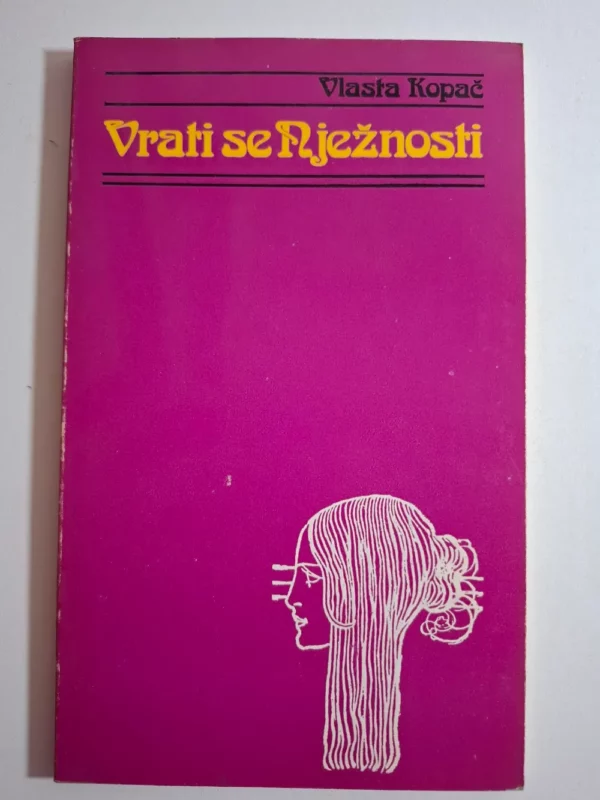 Vlasta Kopač
Vrati se Nježnosti